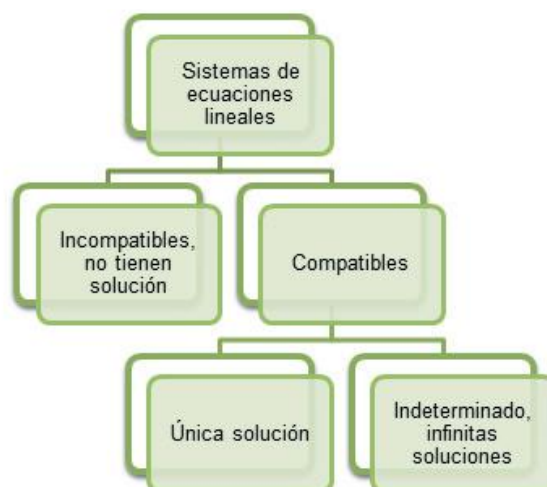 Sistemas de
ecuaciones
lineales
Incompatibles,
no tienen
solución
Compatibles
Única solución
Indeterminado,
infinitas
soluciones